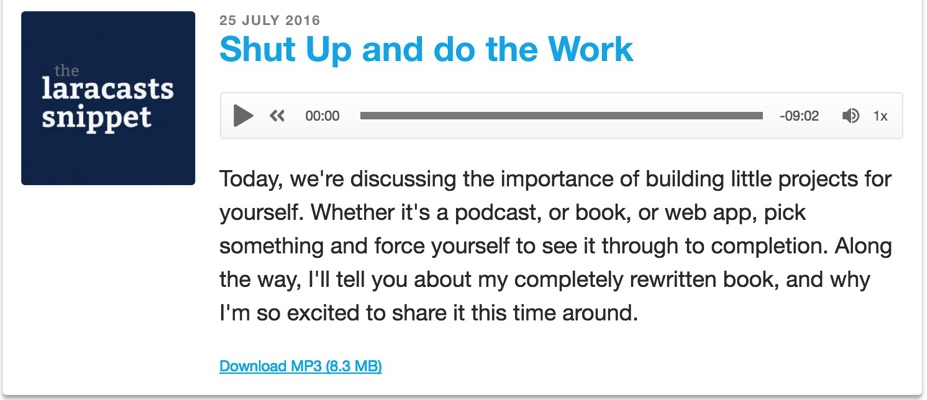 the
laracasts
snippet
25 JULY 2016
Shut Up and do the Work
00:00
-09:02
1x
Today, we're discussing the importance of building little projects for
yourself. Whether it's a podcast, or book, or web app, pick
something and force yourself to see it through to completion. Along
the way, I'll tell you about my completely rewritten book, and why
I'm so excited to share it this time around.
Download MP3 (8.3 MB)